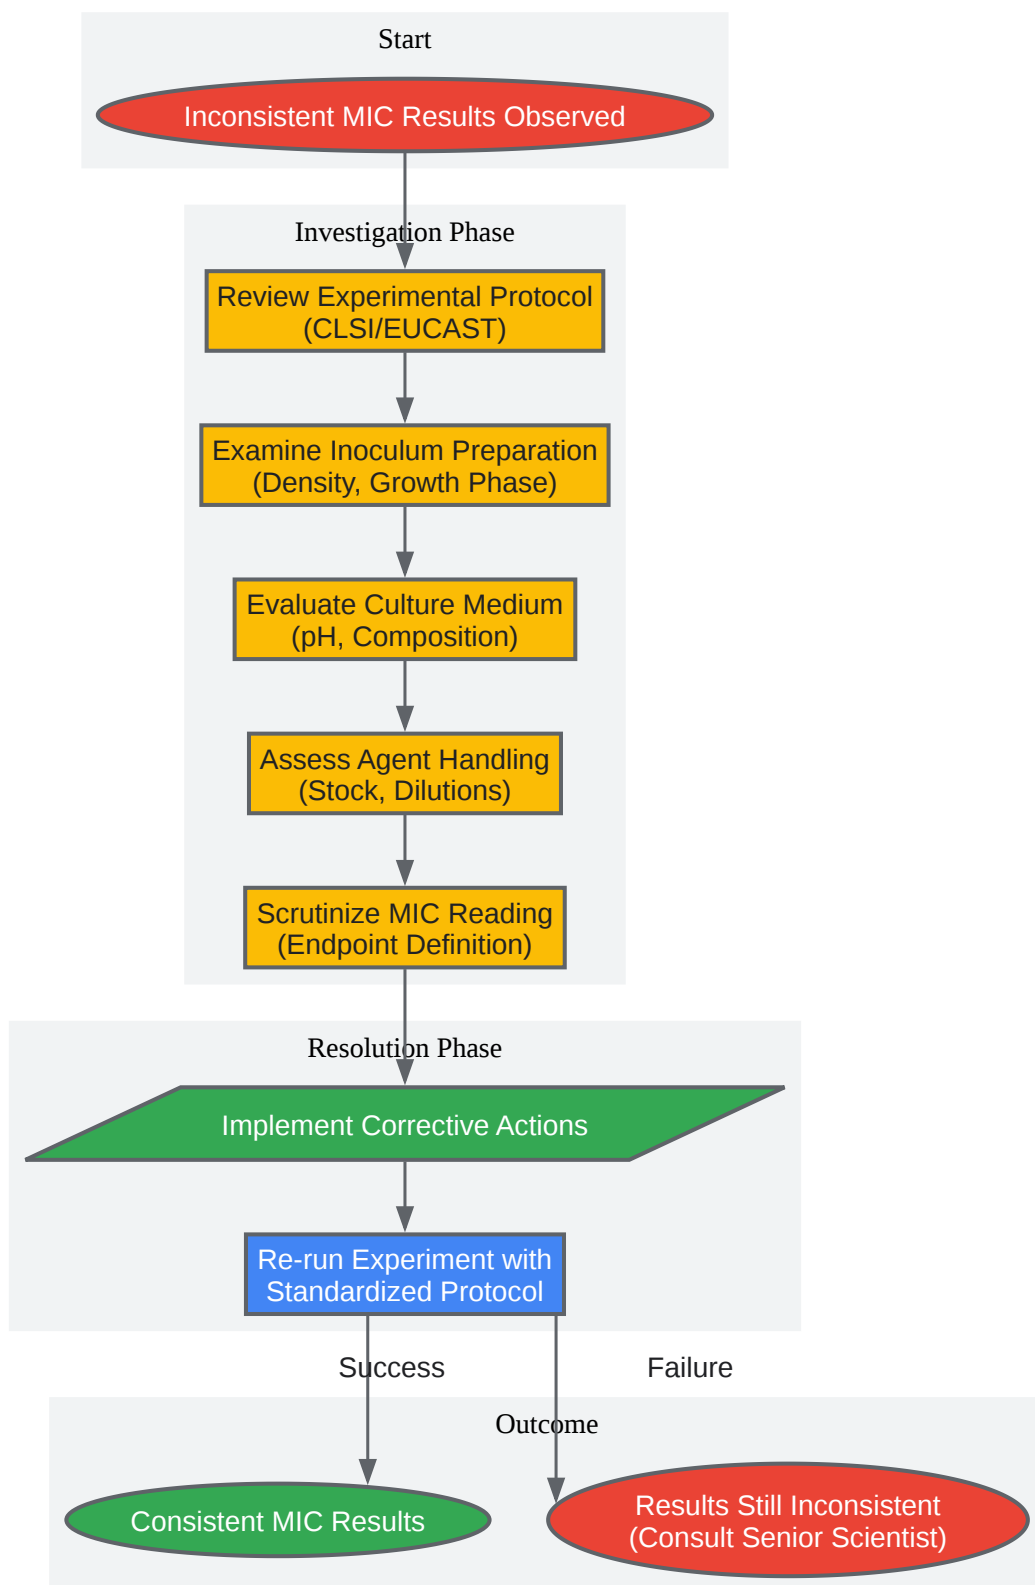 Start
Inconsistent MIC Results Observed
Investigation Phase
Review Experimental Protocol
(CLSI/EUCAST)
Examine Inoculum Preparation
(Density, Growth Phase)
Evaluate Culture Medium
(pH, Composition)
Assess Agent Handling
(Stock, Dilutions)
Scrutinize MIC Reading
(Endpoint Definition)
Resolution Phase
Implement Corrective Actions
Re-run Experiment with
Standardized Protocol
Success
Failure
Outcome
Consistent MIC Results
Results Still Inconsistent
(Consult Senior Scientist)